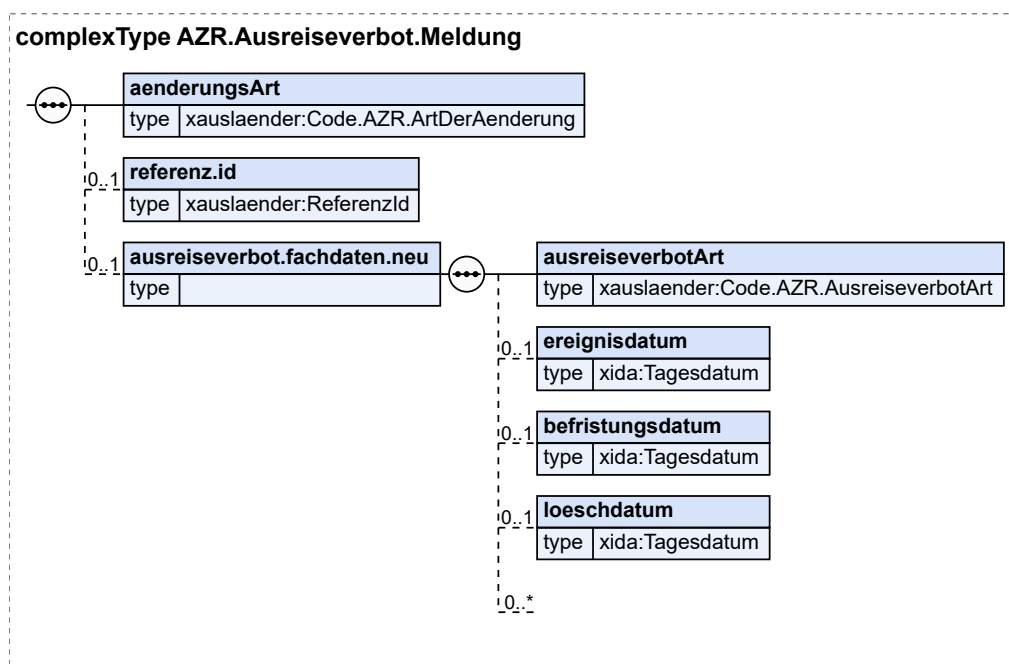 complexType AZR.Ausreiseverbot.Meldung
aenderungsArt
type xauslaender:Code.AZR.ArtDerAenderung
0..1 referenz.id
type xauslaender:ReferenzId
0..1 ausreiseverbot.fachdaten.neu
type
ausreiseverbotArt
type xauslaender:Code.AZR.AusreiseverbotArt
0..1 ereignisdatum
type xida:Tagesdatum
0..1 befristungsdatum
type xida:Tagesdatum
0..1 loeschdatum
type xida:Tagesdatum
0..*